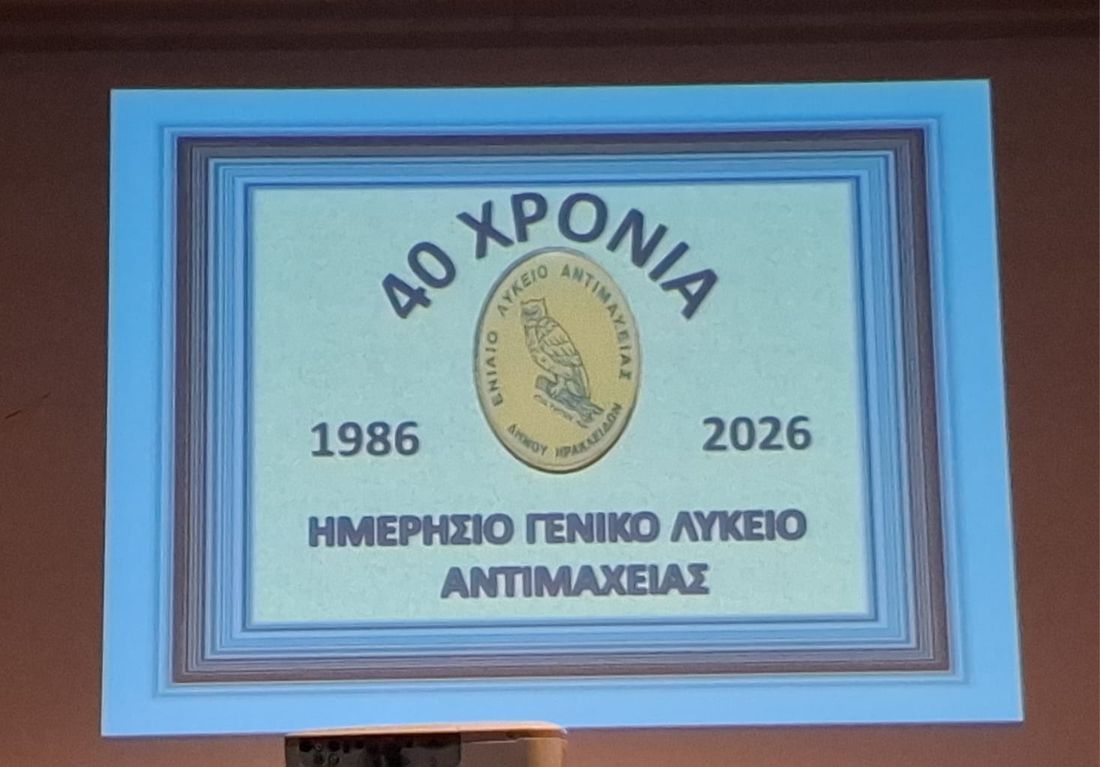 40 ΧΡΟΝΙΑ
ΕΝΙΑΙΟ ΛΥΚΕΙΟ ΑΝΤΙΜΑΧΕΙΑΣ
ΔΗΜΟΥ ΗΡΑΚΛΕΙΔΩΝ
1986
2026
ΗΜΕΡΗΣΙΟ ΓΕΝΙΚΟ ΛΥΚΕΙΟ
ΑΝΤΙΜΑΧΕΙΑΣ